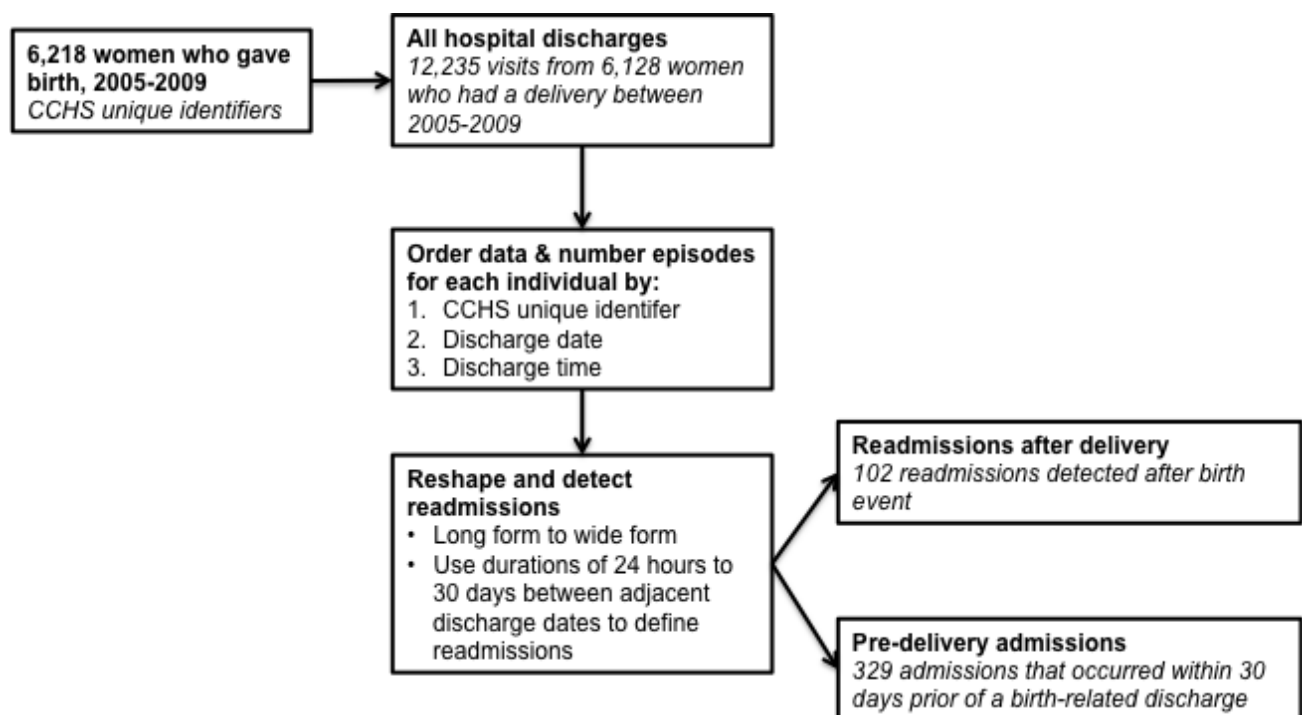 6,218 women who gave
birth, 2005-2009
CCHS unique identifiers
All hospital discharges
12,235 visits from 6,128 women
who had a delivery between
2005-2009
Order data & number episodes
for each individual by:
1. CCHS unique identifer
2. Discharge date
3. Discharge time
Reshape and detect
readmissions
• Long form to wide form
• Use durations of 24 hours to
30 days between adjacent
discharge dates to define
readmissions
Readmissions after delivery
102 readmissions detected after birth
event
Pre-delivery admissions
329 admissions that occurred within 30
days prior of a birth-related discharge